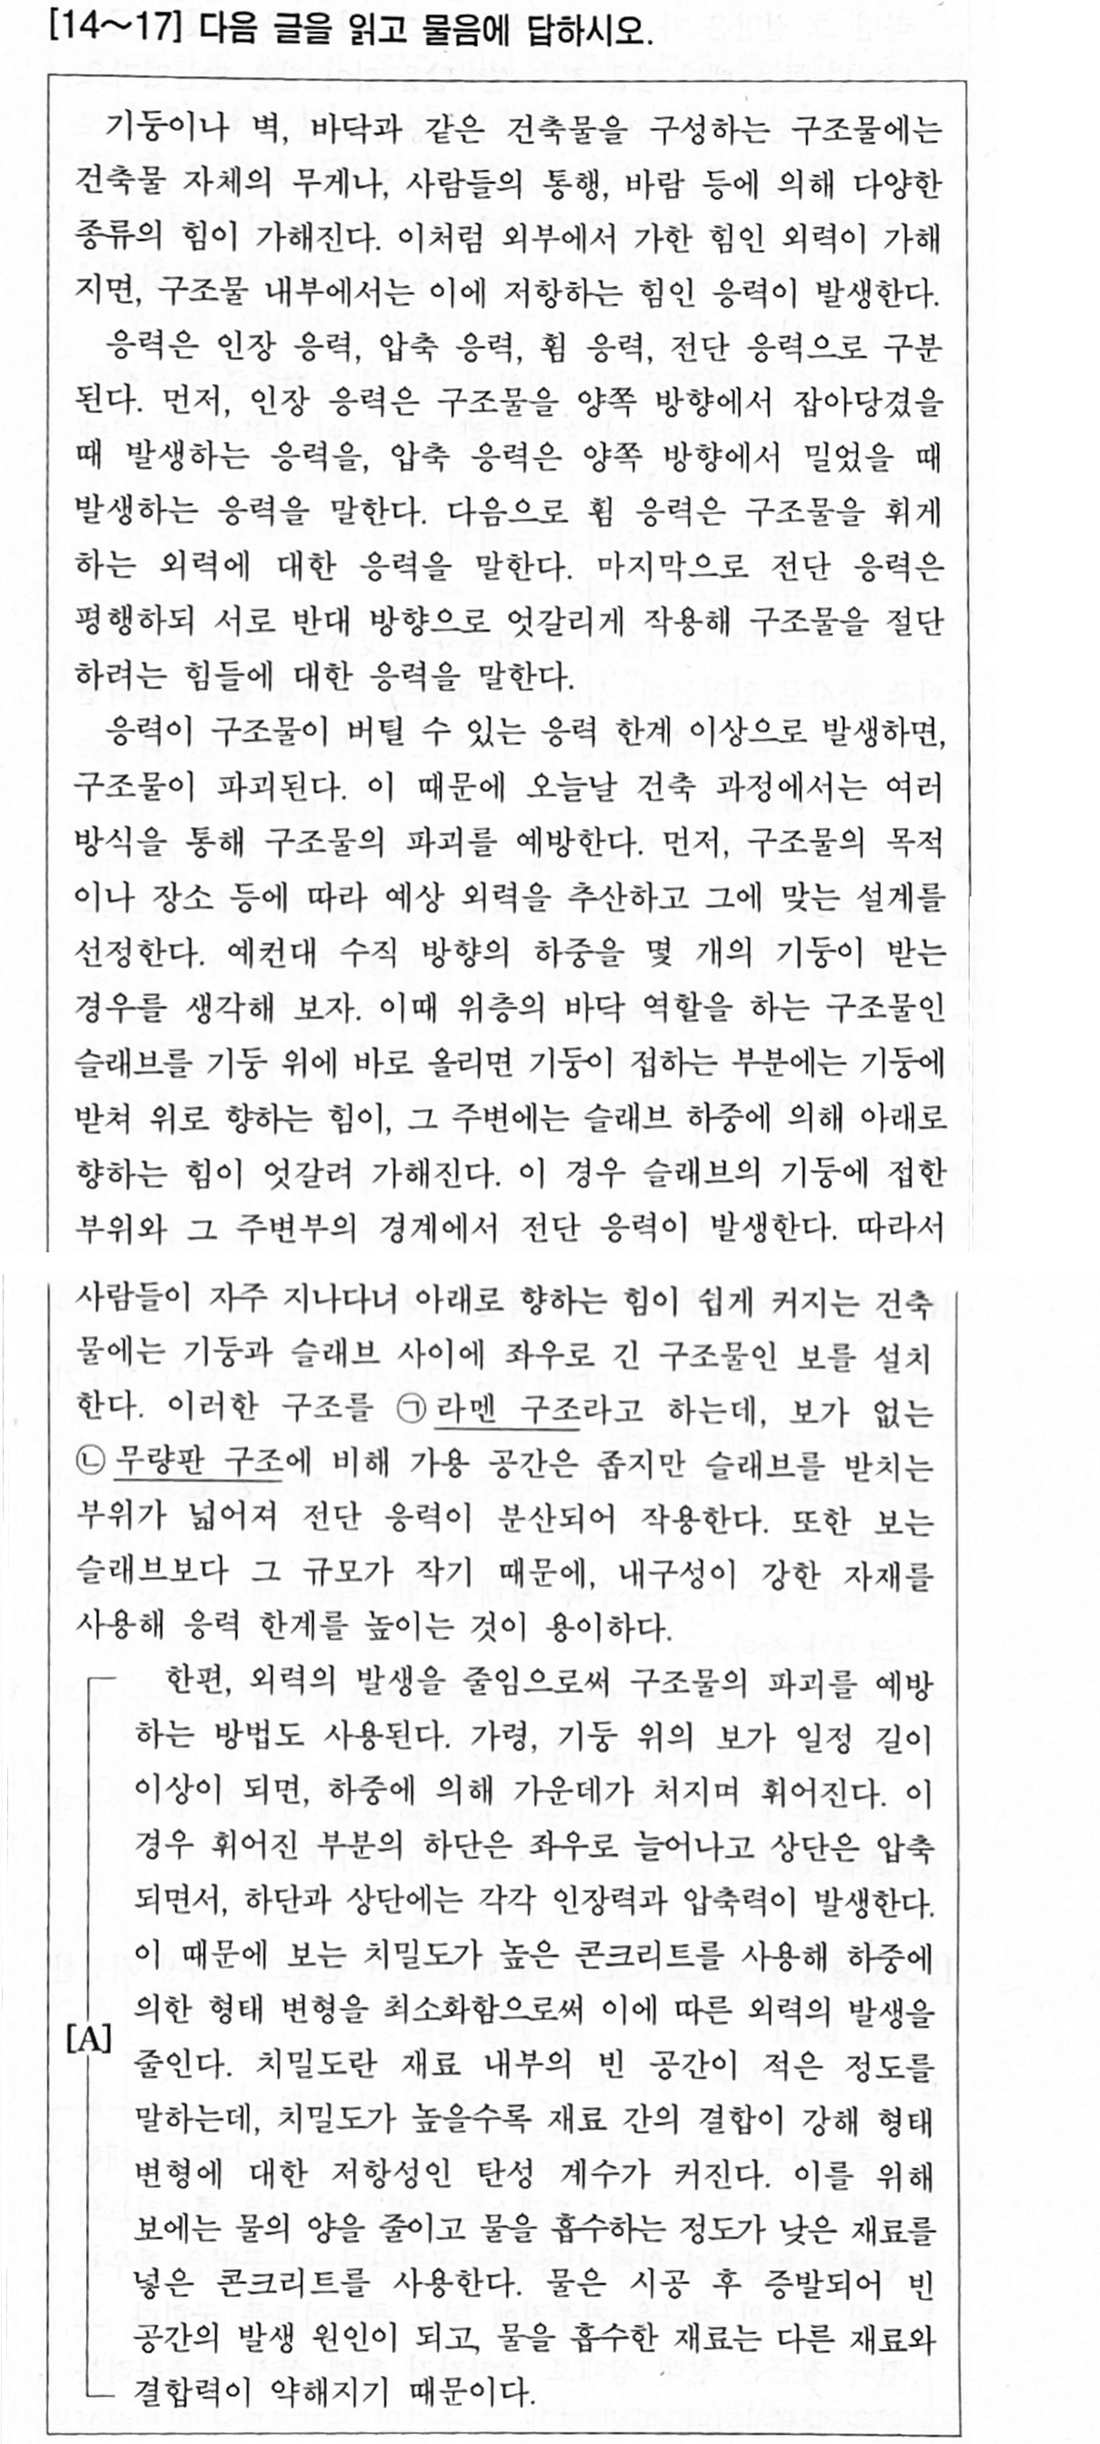 [14～17] 다음 글을 읽고 물음에 답하시오.
기둥이나 벽, 바닥과 같은 건축물을 구성하는 구조물에는
건축물 자체의 무게나, 사람들의 통행, 바람 등에 의해 다양한
종류의 힘이 가해진다. 이처럼 외부에서 가한 힘인 외력이 가해
지면, 구조물 내부에서는 이에 저항하는 힘인 응력이 발생한다.
응력은 인장 응력, 압축 응력, 휨 응력, 전단 응력으로 구분
된다. 먼저, 인장 응력은 구조물을 양쪽 방향에서 잡아당겼을
때 발생하는 응력을, 압축 응력은 양쪽 방향에서 밀었을 때
발생하는 응력을 말한다. 다음으로 휨 응력은 구조물을 휘게
하는 외력에 대한 응력을 말한다. 마지막으로 전단 응력은
평행하되 서로 반대 방향으로 엇갈리게 작용해 구조물을 절단
하려는 힘들에 대한 응력을 말한다.
응력이 구조물이 버틸 수 있는 응력 한계 이상으로 발생하면,
구조물이 파괴된다. 이 때문에 오늘날 건축 과정에서는 여러
방식을 통해 구조물의 파괴를 예방한다. 먼저, 구조물의 목적
이나 장소 등에 따라 예상 외력을 추산하고 그에 맞는 설계를
선정한다. 예컨대 수직 방향의 하중을 몇 개의 기둥이 받는
경우를 생각해 보자. 이때 위층의 바닥 역할을 하는 구조물인
슬래브를 기둥 위에 바로 올리면 기둥이 접하는 부분에는 기둥에
받쳐 위로 향하는 힘이, 그 주변에는 슬래브 하중에 의해 아래로
향하는 힘이 엇갈려 가해진다. 이 경우 슬래브의 기둥에 접한
부위와 그 주변부의 경계에서 전단 응력이 발생한다. 따라서
사람들이 자주 지나다녀 아래로 향하는 힘이 쉽게 커지는 건축
물에는 기둥과 슬래브 사이에 좌우로 긴 구조물인 보를 설치
한다. 이러한 구조를 ㉠라멘 구조라고 하는데, 보가 없는
㉡무량판 구조에 비해 가용 공간은 좁지만 슬래브를 받치는
부위가 넓어져 전단 응력이 분산되어 작용한다. 또한 보는
슬래브보다 그 규모가 작기 때문에, 내구성이 강한 자재를
사용해 응력 한계를 높이는 것이 용이하다.
한편, 외력의 발생을 줄임으로써 구조물의 파괴를 예방
하는 방법도 사용된다. 가령, 기둥 위의 보가 일정 길이
이상이 되면, 하중에 의해 가운데가 처지며 휘어진다. 이
경우 휘어진 부분의 하단은 좌우로 늘어나고 상단은 압축
되면서, 하단과 상단에는 각각 인장력과 압축력이 발생한다.
이 때문에 보는 치밀도가 높은 콘크리트를 사용해 하중에
의한 형태 변형을 최소화함으로써 이에 따른 외력의 발생을
[A]
줄인다. 치밀도란 재료 내부의 빈 공간이 적은 정도를
말하는데, 치밀도가 높을수록 재료 간의 결합이 강해 형태
변형에 대한 저항성인 탄성 계수가 커진다. 이를 위해
보에는 물의 양을 줄이고 물을 흡수하는 정도가 낮은 재료를
넣은 콘크리트를 사용한다. 물은 시공 후 증발되어 빈
공간의 발생 원인이 되고, 물을 흡수한 재료는 다른 재료와
결합력이 약해지기 때문이다.